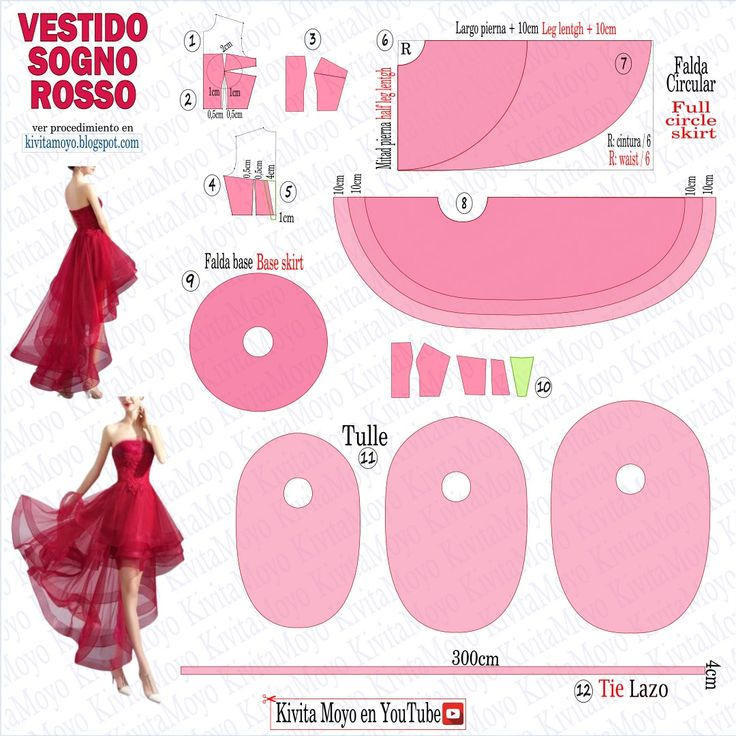 VESTIDO
SOGNO
ROSSO
ver procedimiento en
kivitamoyo.blogspot.com
1
2
3
2cm
1cm
1cm
0,5cm
0,5cm
4
5
0,5cm
0,5cm
4cm
1cm
6
R
Largo pierna + 10cm Leg lentgh + 10cm
Mitad pierna half leg lentgh
7
Falda
Circular
Full
circle
skirt
R: cintura / 6
R: waist / 6
10cm
10cm
8
10cm
10cm
9
Falda base Base skirt
10
Tulle
11
300cm
4cm
12 Tie Lazo
Kivita Moyo en YouTube
KivitaMoyo